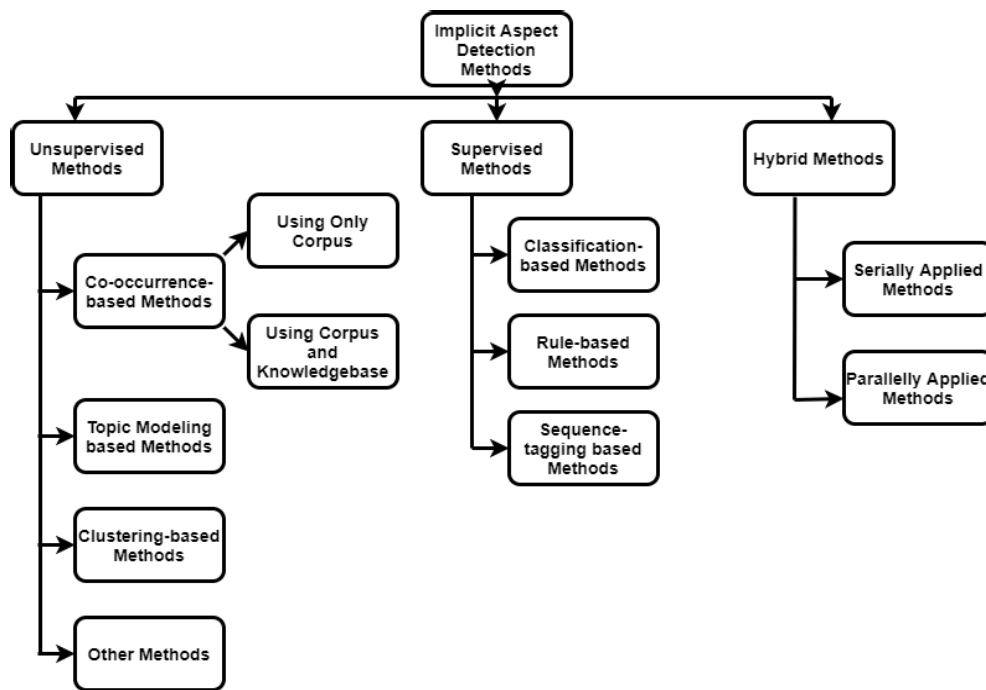 Implicit Aspect
Detection
Methods
Unsupervised
Methods
Supervised
Methods
Hybrid Methods
Using Only
Corpus
Co-occurrence-
based Methods
Using Corpus
and
Knowledgebase
Topic Modeling
based Methods
Clustering-based
Methods
Other Methods
Classification-
based Methods
Rule-based
Methods
Sequence-
tagging based
Methods
Serially Applied
Methods
Parallelly Applied
Methods